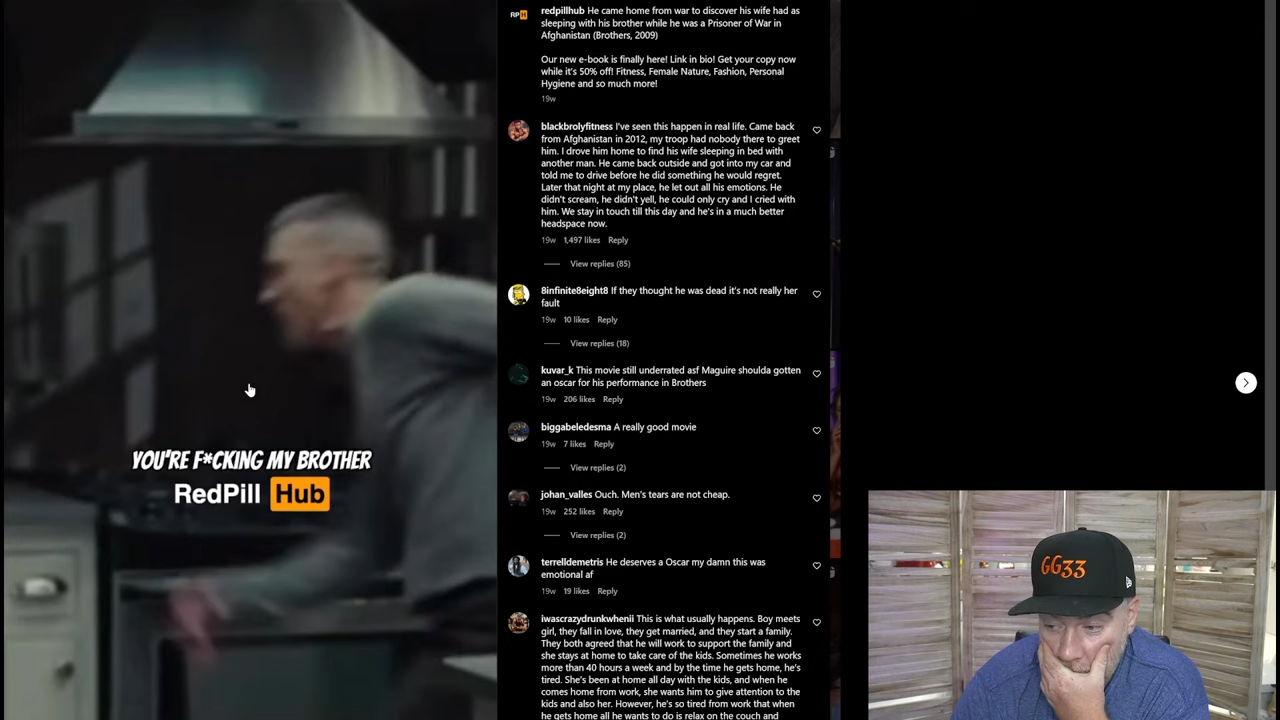 YOU'RE F*CKING MY BROTHER
RedPill Hub
RPH
redpillhub He came home from war to discover his wife had as
sleeping with his brother while he was a Prisoner of War in
Afghanistan (Brothers, 2009)
Our new e-book is finally here! Link in bio! Get your copy now
while it's 50% off! Fitness, Female Nature, Fashion, Personal
Hygiene and so much more!
19w
blackbrolyfitness I've seen this happen in real life. Came back
from Afghanistan in 2012, my troop had nobody there to greet
him. I drove him home to find his wife sleeping in bed with
another man. He came back outside and got into my car and
told me to drive before he did something he would regret.
Later that night at my place, he let out all his emotions. He
didn't scream, he didn't yell, he could only cry and I cried with
him. We stay in touch till this day and he's in a much better
headspace now.
19w 1,497 likes Reply
View replies (85)
8infinite8eight8 If they thought he was dead it's not really her
fault
19w 10 likes Reply
View replies (18)
kuvar_k This movie still underrated asf Maguire shoulda gotten
an oscar for his performance in Brothers
19w 206 likes Reply
biggabeledesma A really good movie
19w 7 likes Reply
View replies (2)
johan_valles Ouch. Men's tears are not cheap.
19w 252 likes Reply
View replies (2)
terrelldemetris He deserves a Oscar my damn this was
emotional af
19w 19 likes Reply
iwascrazydrunkwhenii This is what usually happens. Boy meets
girl, they fall in love, they get married, and they start a family.
They both agreed that he will work to support the family and
she stays at home to take care of the kids. Sometimes he works
more than 40 hours a week and by the time he gets home, he's
tired. She's been at home all day with the kids, and when he
comes home from work, she wants him to give attention to the
kids and also her. However, he's so tired from work that when
he gets home all he wants to do is relax on the couch and
GG33